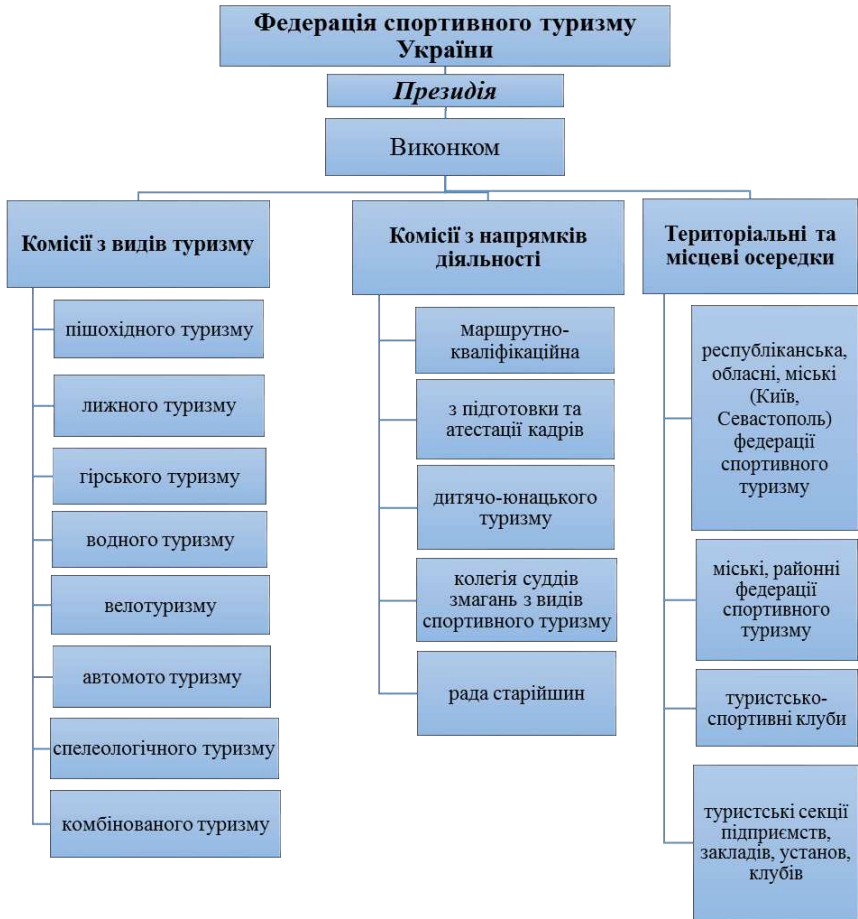 Федерація спортивного туризму
України
Президія
Виконком
Комісії з видів туризму
пішохідного туризму
лижного туризму
гірського туризму
водного туризму
велотуризму
автомото туризму
спелеологічного туризму
комбінованого туризму
Комісії з напрямків
діяльності
маршрутно-
кваліфікаційна
з підготовки та
атестації кадрів
дитячо-юнацького
туризму
колегія суддів
змагань з видів
спортивного туризму
рада старійшин
Територіальні та
місцеві осередки
республіканська,
обласні, міські
(Київ,
Севастополь)
федерації
спортивного
туризму
міські, районні
федерації
спортивного
туризму
туристсько-
спортивні клуби
туристські секції
підприємств,
закладів, установ,
клубів